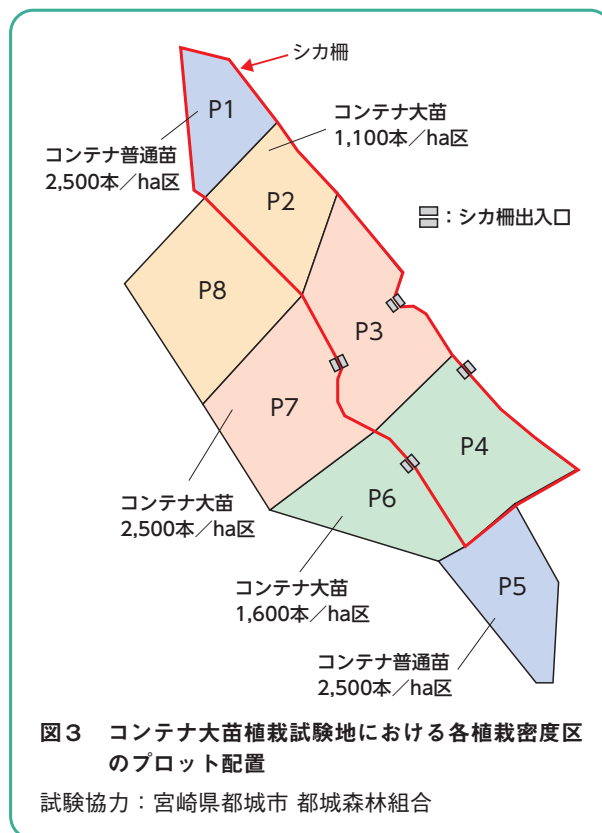 シカ柵
P1
コンテナ大苗
1,100本／ha区
コンテナ普通苗
2,500本／ha区
P2
：シカ柵出入口
P8
P3
P7
P4
コンテナ大苗
2,500本／ha区
P6
コンテナ大苗
1,600本／ha区
P5
コンテナ普通苗
2,500本／ha区
図3　コンテナ大苗植栽試験地における各植栽密度区
のプロット配置
試験協力：宮崎県都城市 都城森林組合